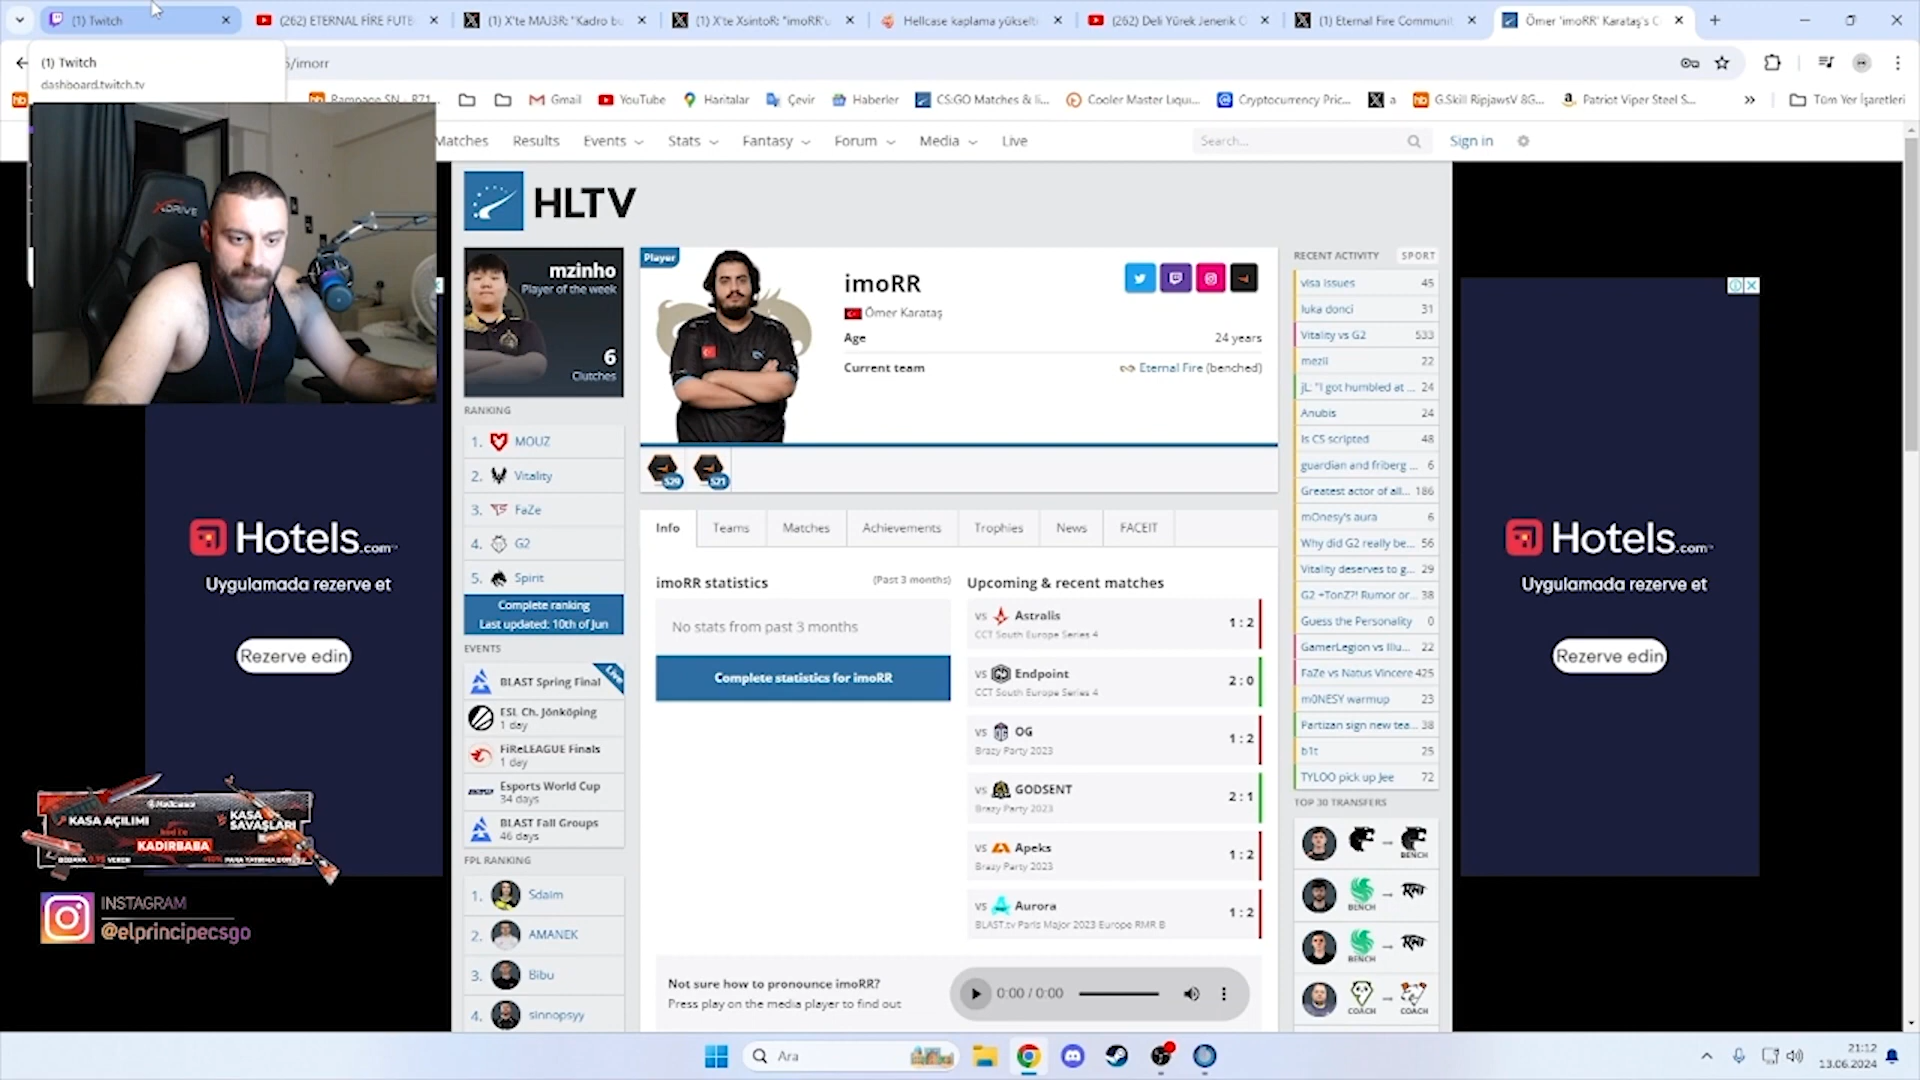 (1) Twitch
(262) ETERNAL FİRE FUTB
(1) X'te MAJ3R: "Kadro bu
(1) X'te XsintoR: "imoRR'u
Hellcase kaplama yükselti
(262) Deli Yürek Jenerik
(1) Eternal Fire Communit
Ömer 'imoRR' Karataş's C
(1) Twitch
dashboard.twitch.tv
/imorr
Rampage SN - R71...
Gmail
YouTube
Haritalar
Çevir
Haberler
CS:GO Matches & li...
Cooler Master Liqui...
Cryptocurrency Pric...
a
G.Skill RipjawsV 8G...
Patriot Viper Steel S...
Tüm Yer İşaretleri
Matches
Results
Events
Stats
Fantasy
Forum
Media
Live
Search...
Sign in
XDRIVE
HLTV
mzinho
Player of the week
6
Clutches
RANKING
1. MOUZ
2. Vitality
3. FaZe
4. G2
5. Spirit
Complete ranking
Last updated: 10th of Jun
EVENTS
BLAST Spring Final
Live
ESL Ch. Jönköping
1 day
FiReLEAGUE Finals
1 day
Esports World Cup
34 days
BLAST Fall Groups
46 days
FPL RANKING
1. Sdaim
2. AMANEK
3. Bibu
4. sinnopsyy
Player
imoRR
Ömer Karataş
Age
24 years
Current team
Eternal Fire (benched)
S29
S21
Info
Teams
Matches
Achievements
Trophies
News
FACEIT
imoRR statistics
(Past 3 months)
No stats from past 3 months
Complete statistics for imoRR
Upcoming & recent matches
vs Astralis
1 : 2
CCT South Europe Series 4
vs Endpoint
2 : 0
CCT South Europe Series 4
vs OG
1 : 2
Brazy Party 2023
vs GODSENT
2 : 1
Brazy Party 2023
vs Apeks
1 : 2
Brazy Party 2023
vs Aurora
1 : 2
BLAST.tv Paris Major 2023 Europe RMR B
Not sure how to pronounce imoRR?
Press play on the media player to find out
0:00 / 0:00
RECENT ACTIVITY
SPORT
visa issues 45
luka donci 31
Vitality vs G2 533
mezii 22
jL: "I got humbled at ... 24
Anubis 24
Is CS scripted 48
guardian and friberg ... 6
Greatest actor of all... 186
m0nesy's aura 6
Why did G2 really be... 56
Vitality deserves to g... 29
G2 +TonZ?! Rumor or... 38
Guess the Personality 0
GamerLegion vs Illu... 22
FaZe vs Natus Vincere 425
m0NESY warmup 23
Partizan sign new tea... 38
b1t 25
TYLOO pick up Jee 72
TOP 30 TRANSFERS
BENCH
BENCH
BENCH
COACH
COACH
Hotels.com
Uygulamada rezerve et
Rezerve edin
Hotels.com
Uygulamada rezerve et
Rezerve edin
Hellcase
KASA AÇILIMI
KASA
SAVAŞLARI
KADIRBABA
INSTAGRAM
@elprincipecsgo
Ara
21:12
13.06.2024